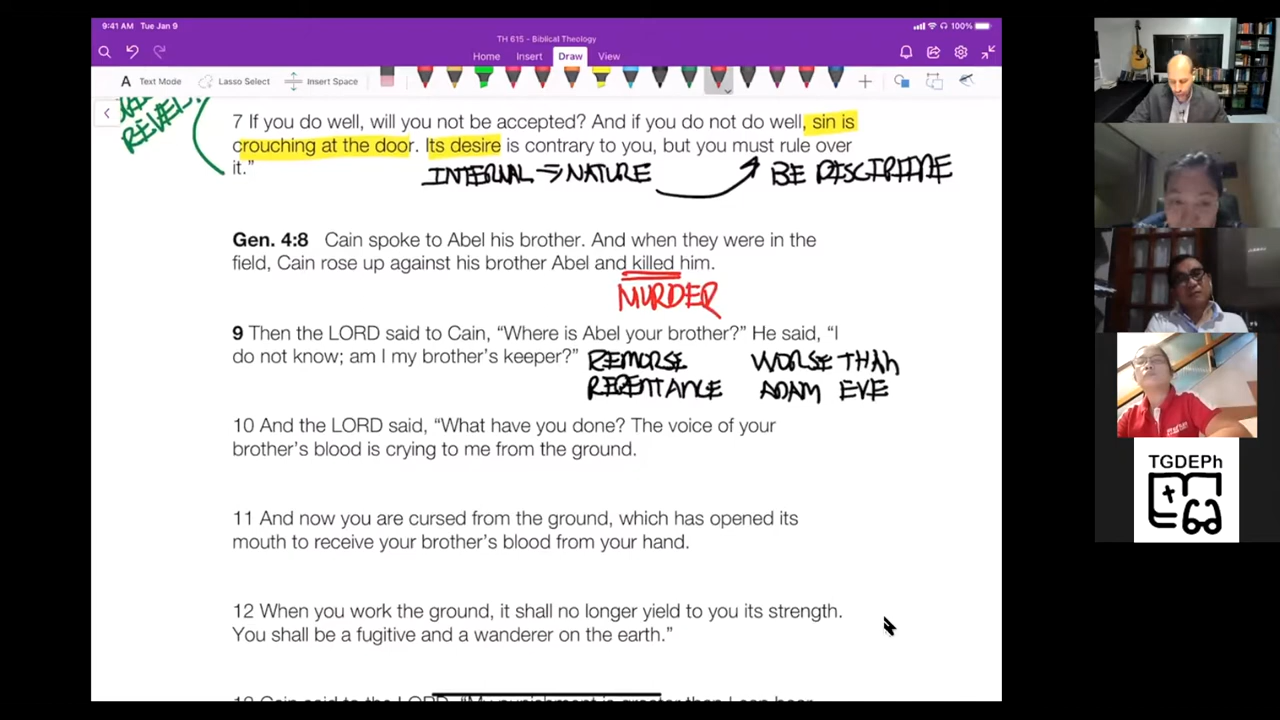 9:41 AM Tue Jan 9
100%
TH 615 - Biblical Theology
Home Insert Draw View
Text Mode Lasso Select Insert Space
7 If you do well, will you not be accepted? And if you do not do well, sin is
crouching at the door. Its desire is contrary to you, but you must rule over
it."
INTERNAL => NATURE
Gen. 4:8 Cain spoke to Abel his brother. And when they were in the
field, Cain rose up against his brother Abel and killed him.
MURDER
9 Then the LORD said to Cain, “Where is Abel your brother?” He said, “I
do not know; am I my brother’s keeper?”
REMORSE WORSE THAN
REPENTANCE ADAM EVE
10 And the LORD said, “What have you done? The voice of your
brother’s blood is crying to me from the ground.
11 And now you are cursed from the ground, which has opened its
mouth to receive your brother’s blood from your hand.
12 When you work the ground, it shall no longer yield to you its strength.
You shall be a fugitive and a wanderer on the earth.”
TGDEPh